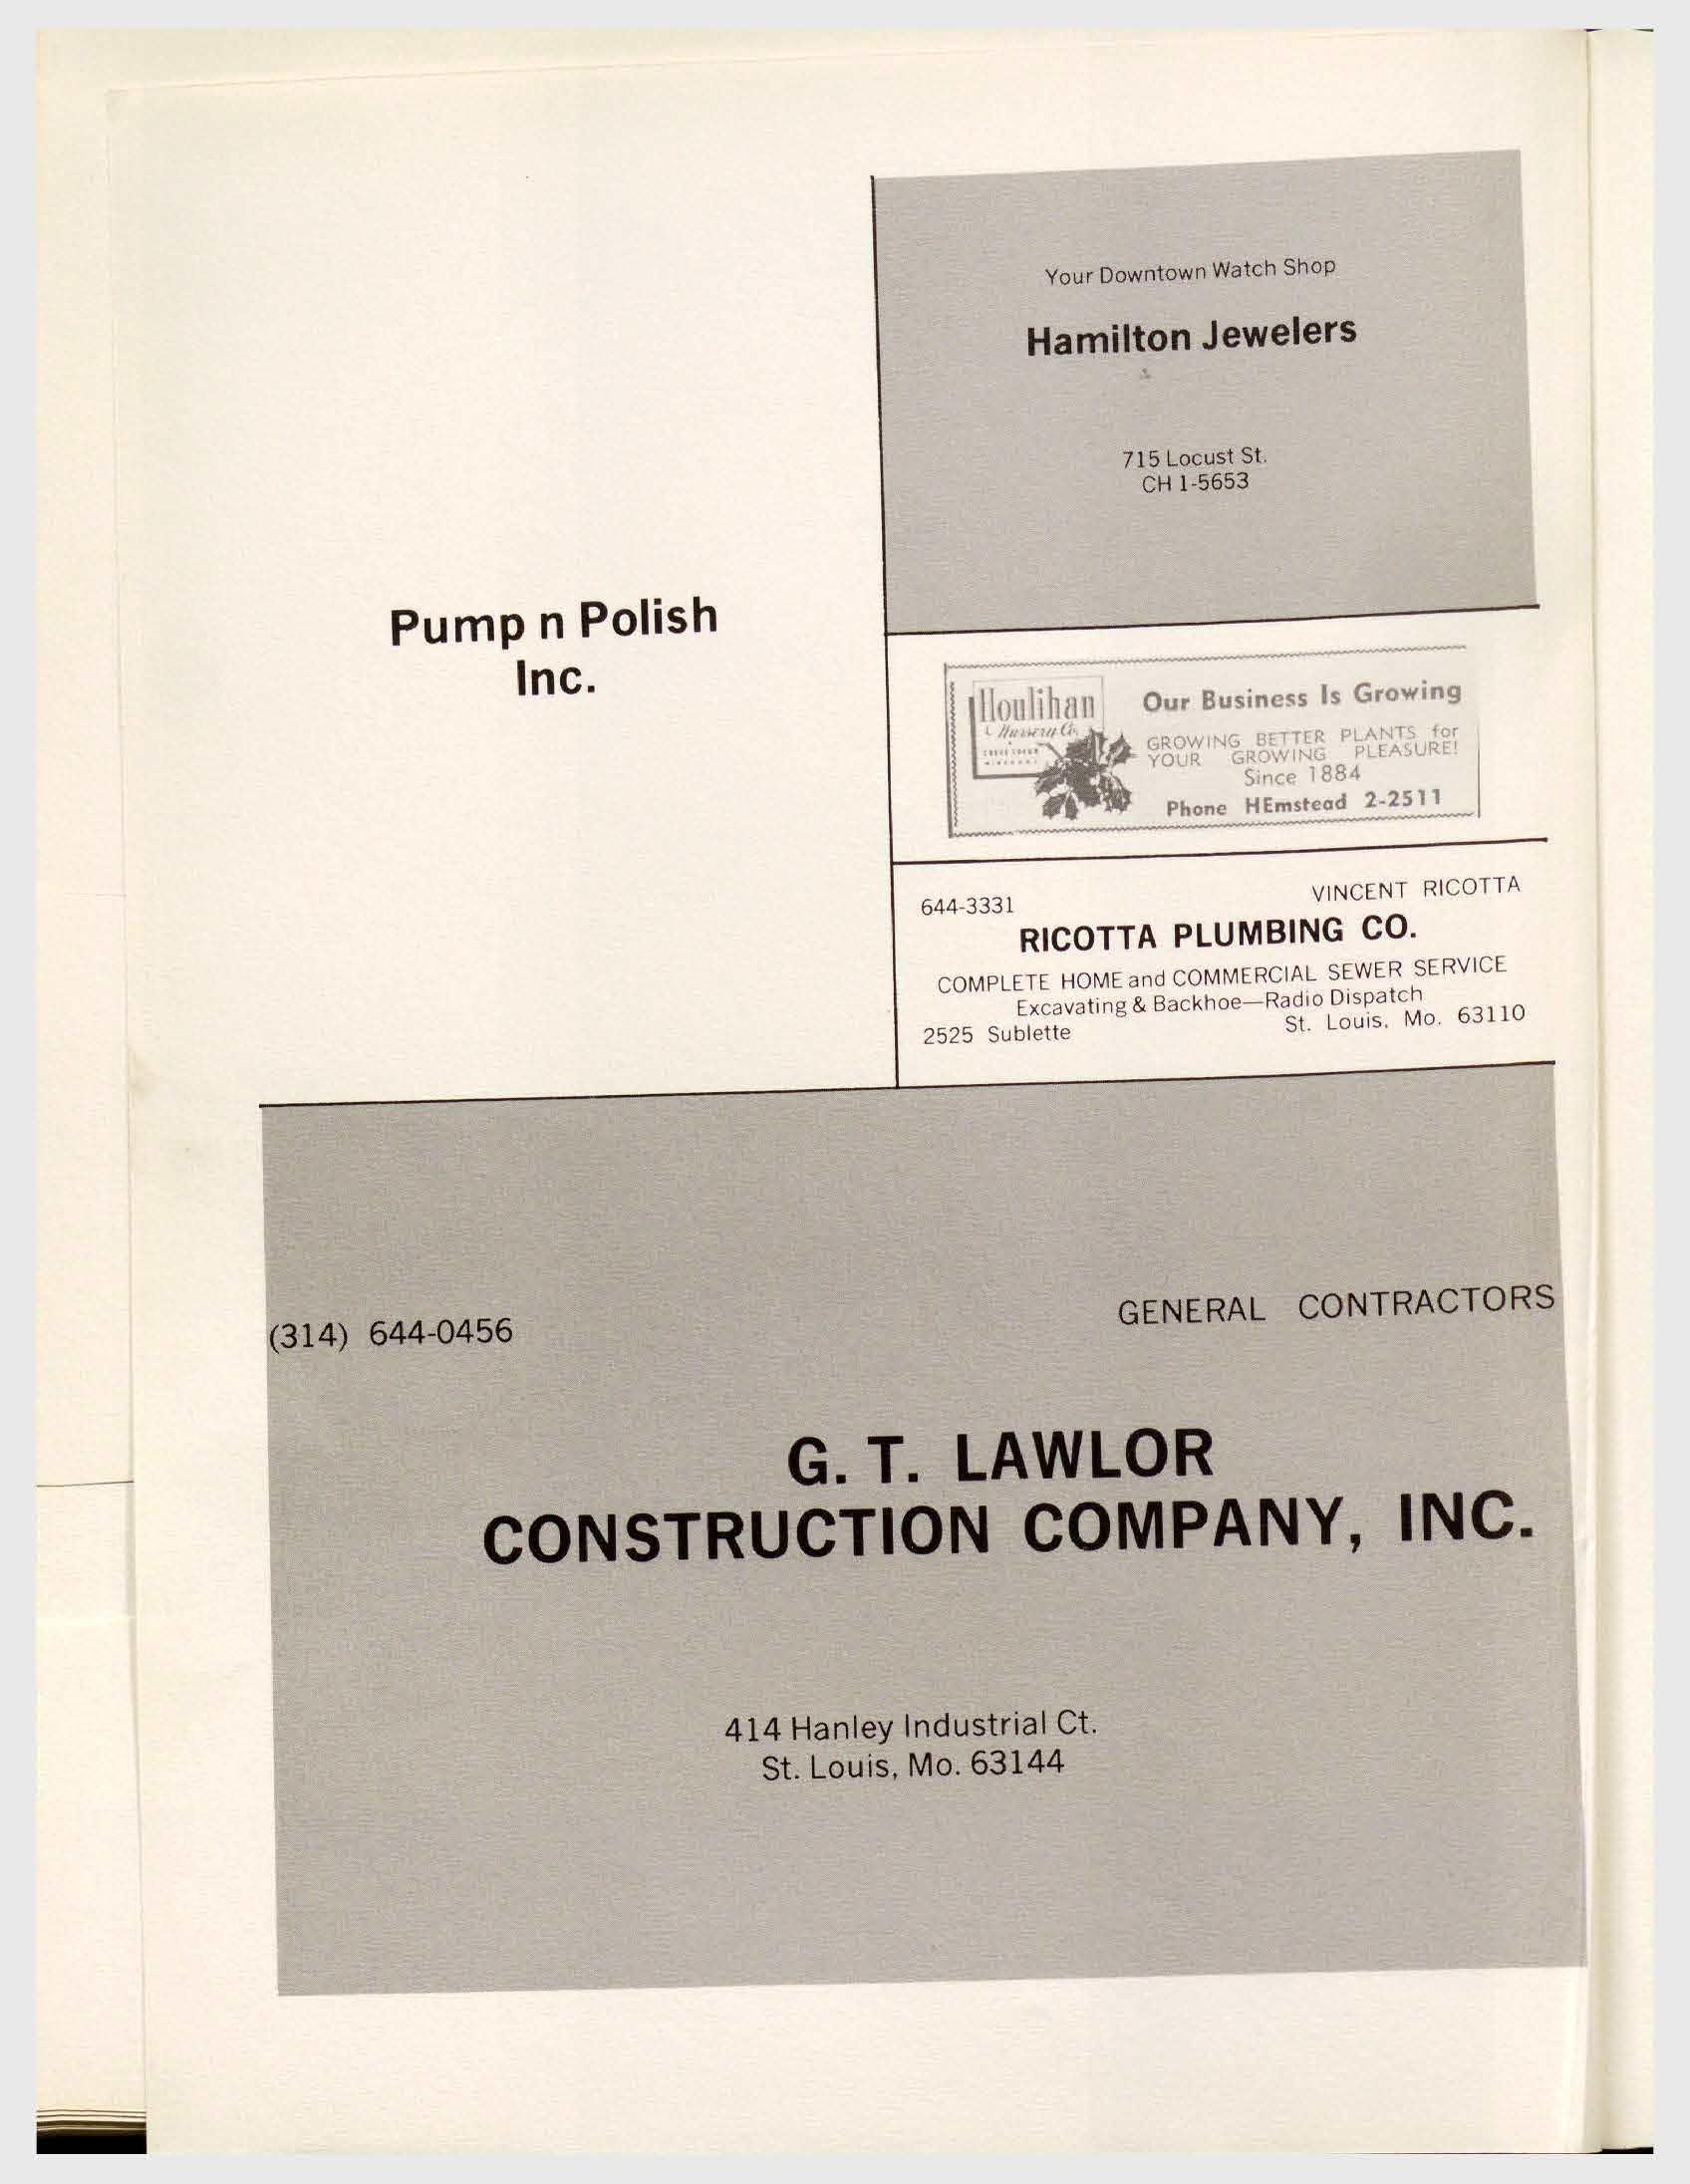 Pump n Polish
Inc.
Your Downtown Watch Shop
Hamilton Jewelers
715 Locust St.
CH 1-5653
Houlihan
Nursery Co.
Our Business Is Growing
GROWING BETTER PLANTS for
YOUR GROWING PLEASURE!
Since 1884
Phone HEmstead 2-2511
644-3331 VINCENT RICOTTA
RICOTTA PLUMBING CO.
COMPLETE HOME and COMMERCIAL SEWER SERVICE
Excavating & Backhoe—Radio Dispatch
2525 Sublette St. Louis, Mo. 63110
(314) 644-0456 GENERAL CONTRACTORS
G. T. LAWLOR
CONSTRUCTION COMPANY, INC.
414 Hanley Industrial Ct.
St. Louis, Mo. 63144